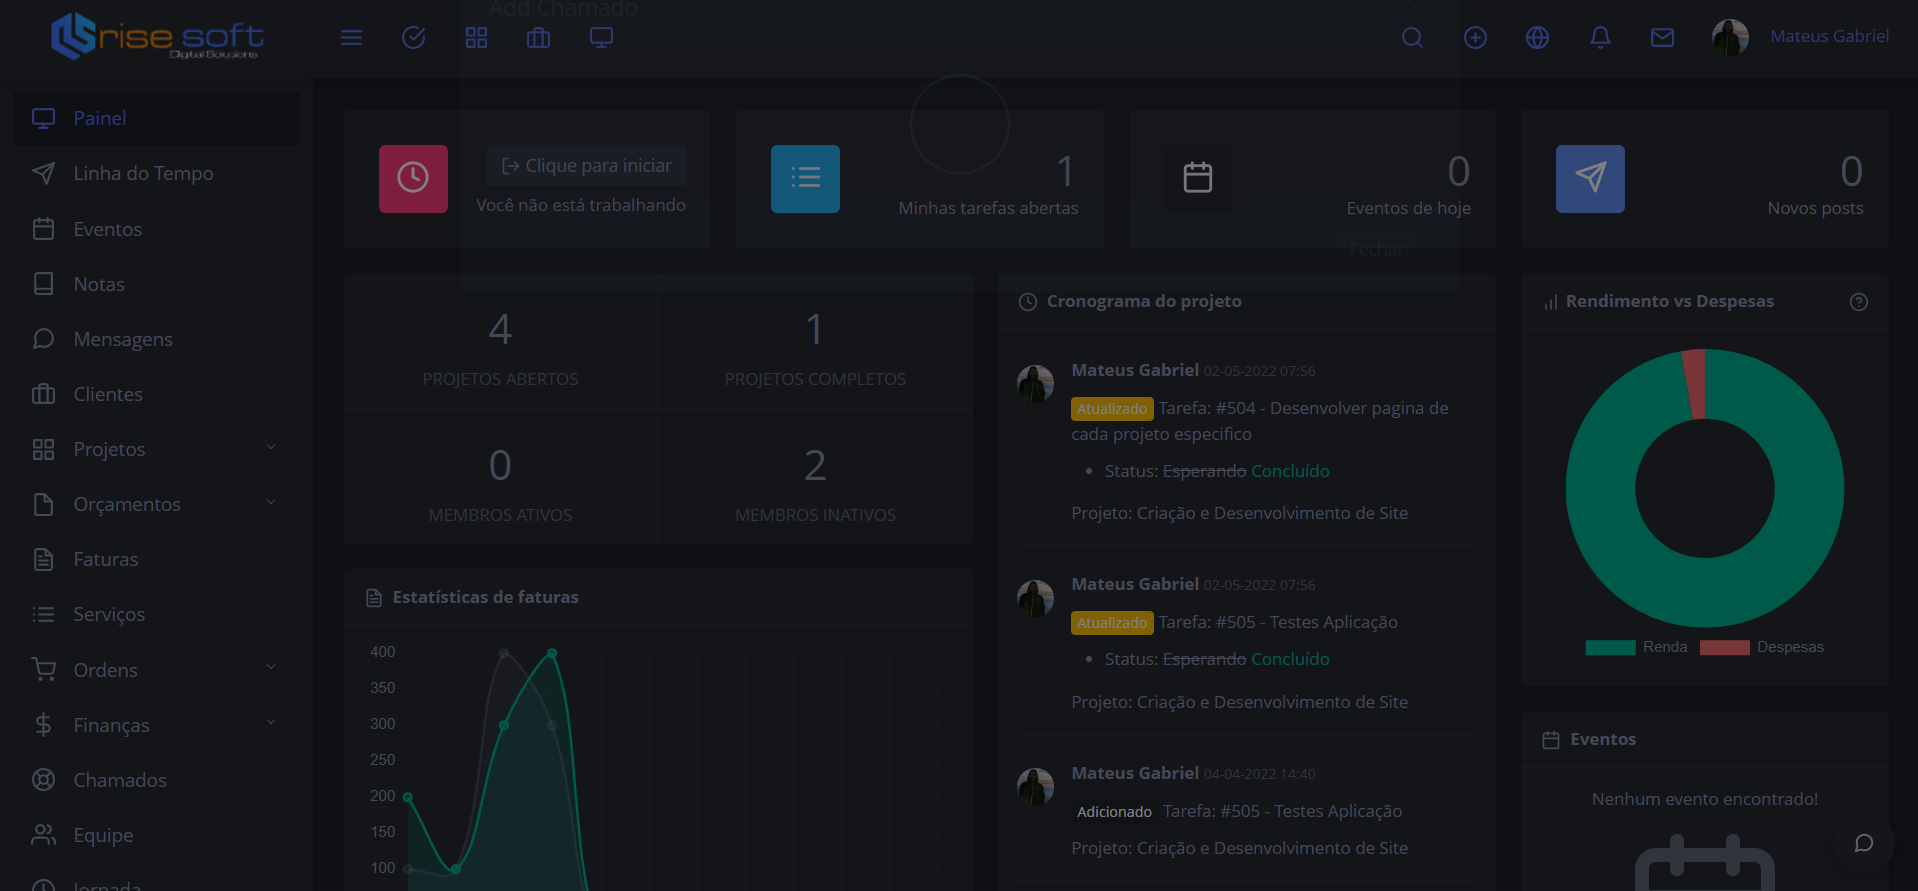 Add Chamado
rise soft
Digital Soluzions
Mateus Gabriel
Painel
Linha do Tempo
Eventos
Notas
Mensagens
Clientes
Projetos
Orçamentos
Faturas
Serviços
Ordens
Finanças
Chamados
Equipe
Jornada
Clique para iniciar
Você não está trabalhando
1
Minhas tarefas abertas
0
Eventos de hoje
0
Novos posts
Fechar
4
PROJETOS ABERTOS
1
PROJETOS COMPLETOS
0
MEMBROS ATIVOS
2
MEMBROS INATIVOS
Estatísticas de faturas
400
350
300
250
200
150
100
Cronograma do projeto
Mateus Gabriel 02-05-2022 07:56
Atualizado Tarefa: #504 - Desenvolver pagina de
cada projeto especifico
• Status: Esperando Concluído
Projeto: Criação e Desenvolvimento de Site
Mateus Gabriel 02-05-2022 07:56
Atualizado Tarefa: #505 - Testes Aplicação
• Status: Esperando Concluído
Projeto: Criação e Desenvolvimento de Site
Mateus Gabriel 04-04-2022 14:40
Adicionado Tarefa: #505 - Testes Aplicação
Projeto: Criação e Desenvolvimento de Site
Rendimento vs Despesas
Renda
Despesas
Eventos
Nenhum evento encontrado!